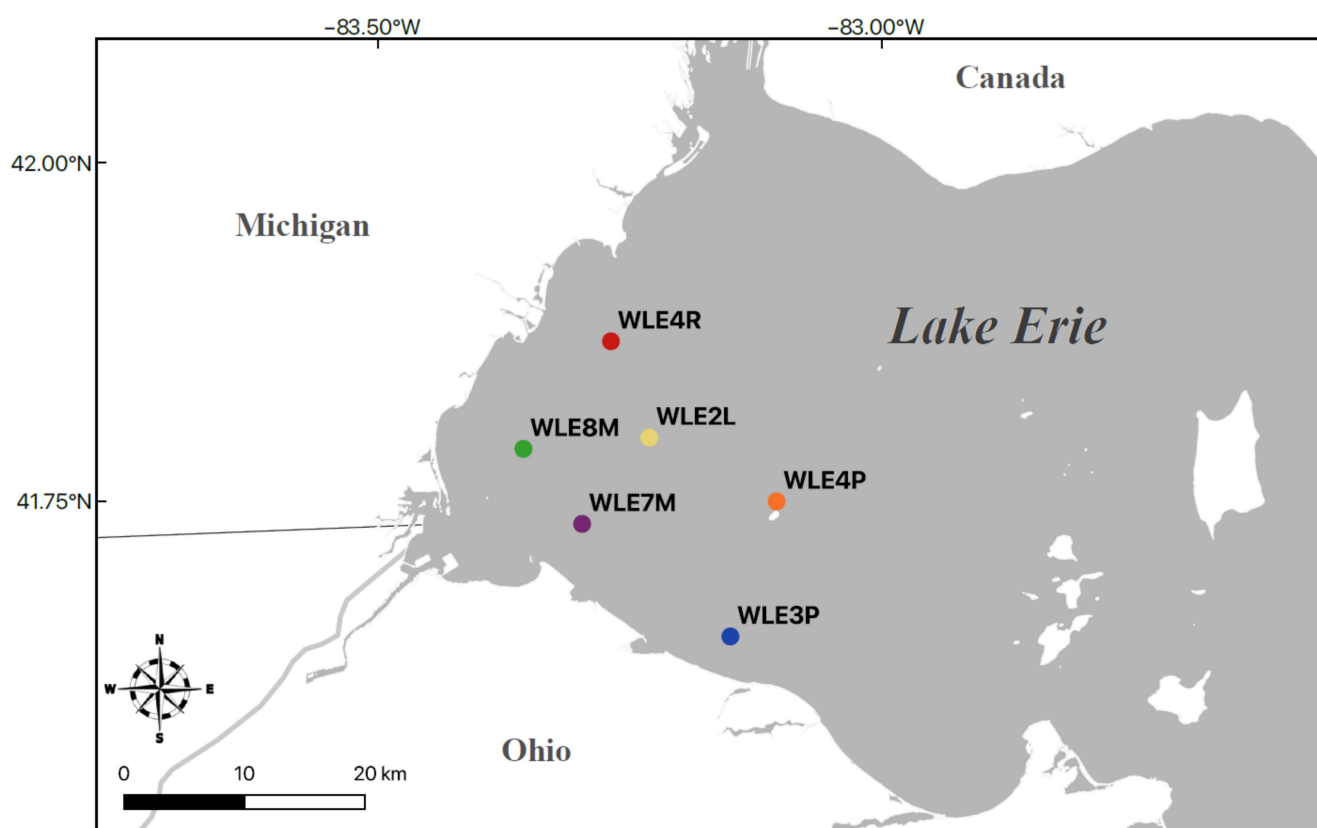 −83.50°W
−83.00°W
Canada
42.00°N
Michigan
Lake Erie
WLE4R
WLE2L
WLE8M
WLE4P
41.75°N
WLE7M
WLE3P
N
W
E
S
Ohio
0
10
20 km